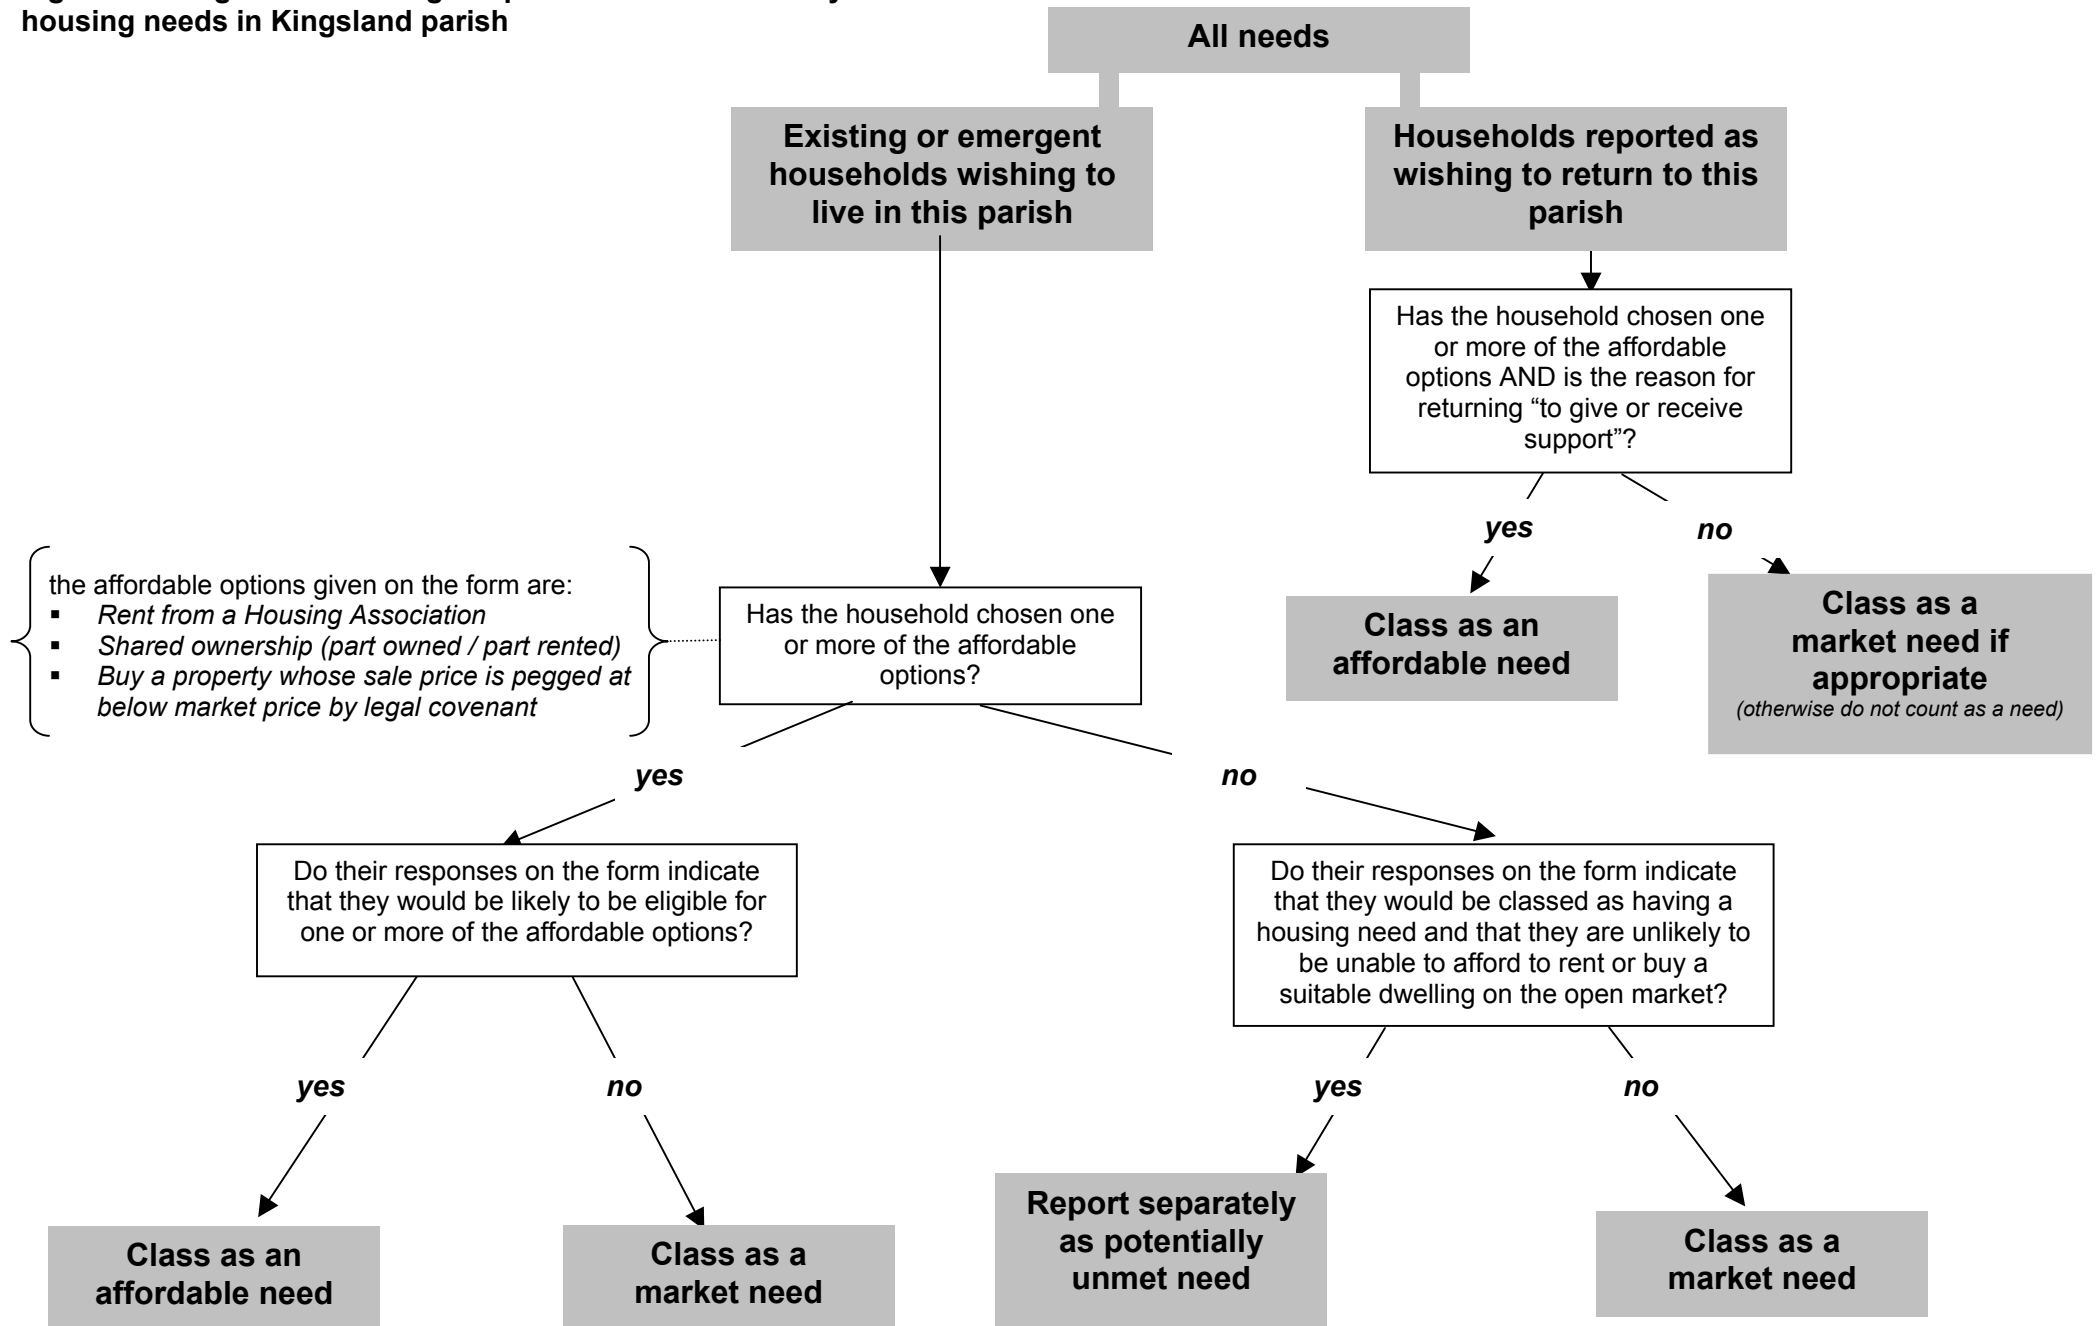 housing needs in Kingsland parish
All needs
Existing or emergent
households wishing to
live in this parish
Households reported as
wishing to return to this
parish
Has the household chosen one
or more of the affordable
options AND is the reason for
returning “to give or receive
support”?
yes
no
Class as an
affordable need
Class as a
market need if
appropriate
(otherwise do not count as a need)
the affordable options given on the form are:
▪ Rent from a Housing Association
▪ Shared ownership (part owned / part rented)
▪ Buy a property whose sale price is pegged at
below market price by legal covenant
Has the household chosen one
or more of the affordable
options?
yes
no
Do their responses on the form indicate
that they would be likely to be eligible for
one or more of the affordable options?
Do their responses on the form indicate
that they would be classed as having a
housing need and that they are unlikely to
be unable to afford to rent or buy a
suitable dwelling on the open market?
yes
no
yes
no
Class as an
affordable need
Class as a
market need
Report separately
as potentially
unmet need
Class as a
market need